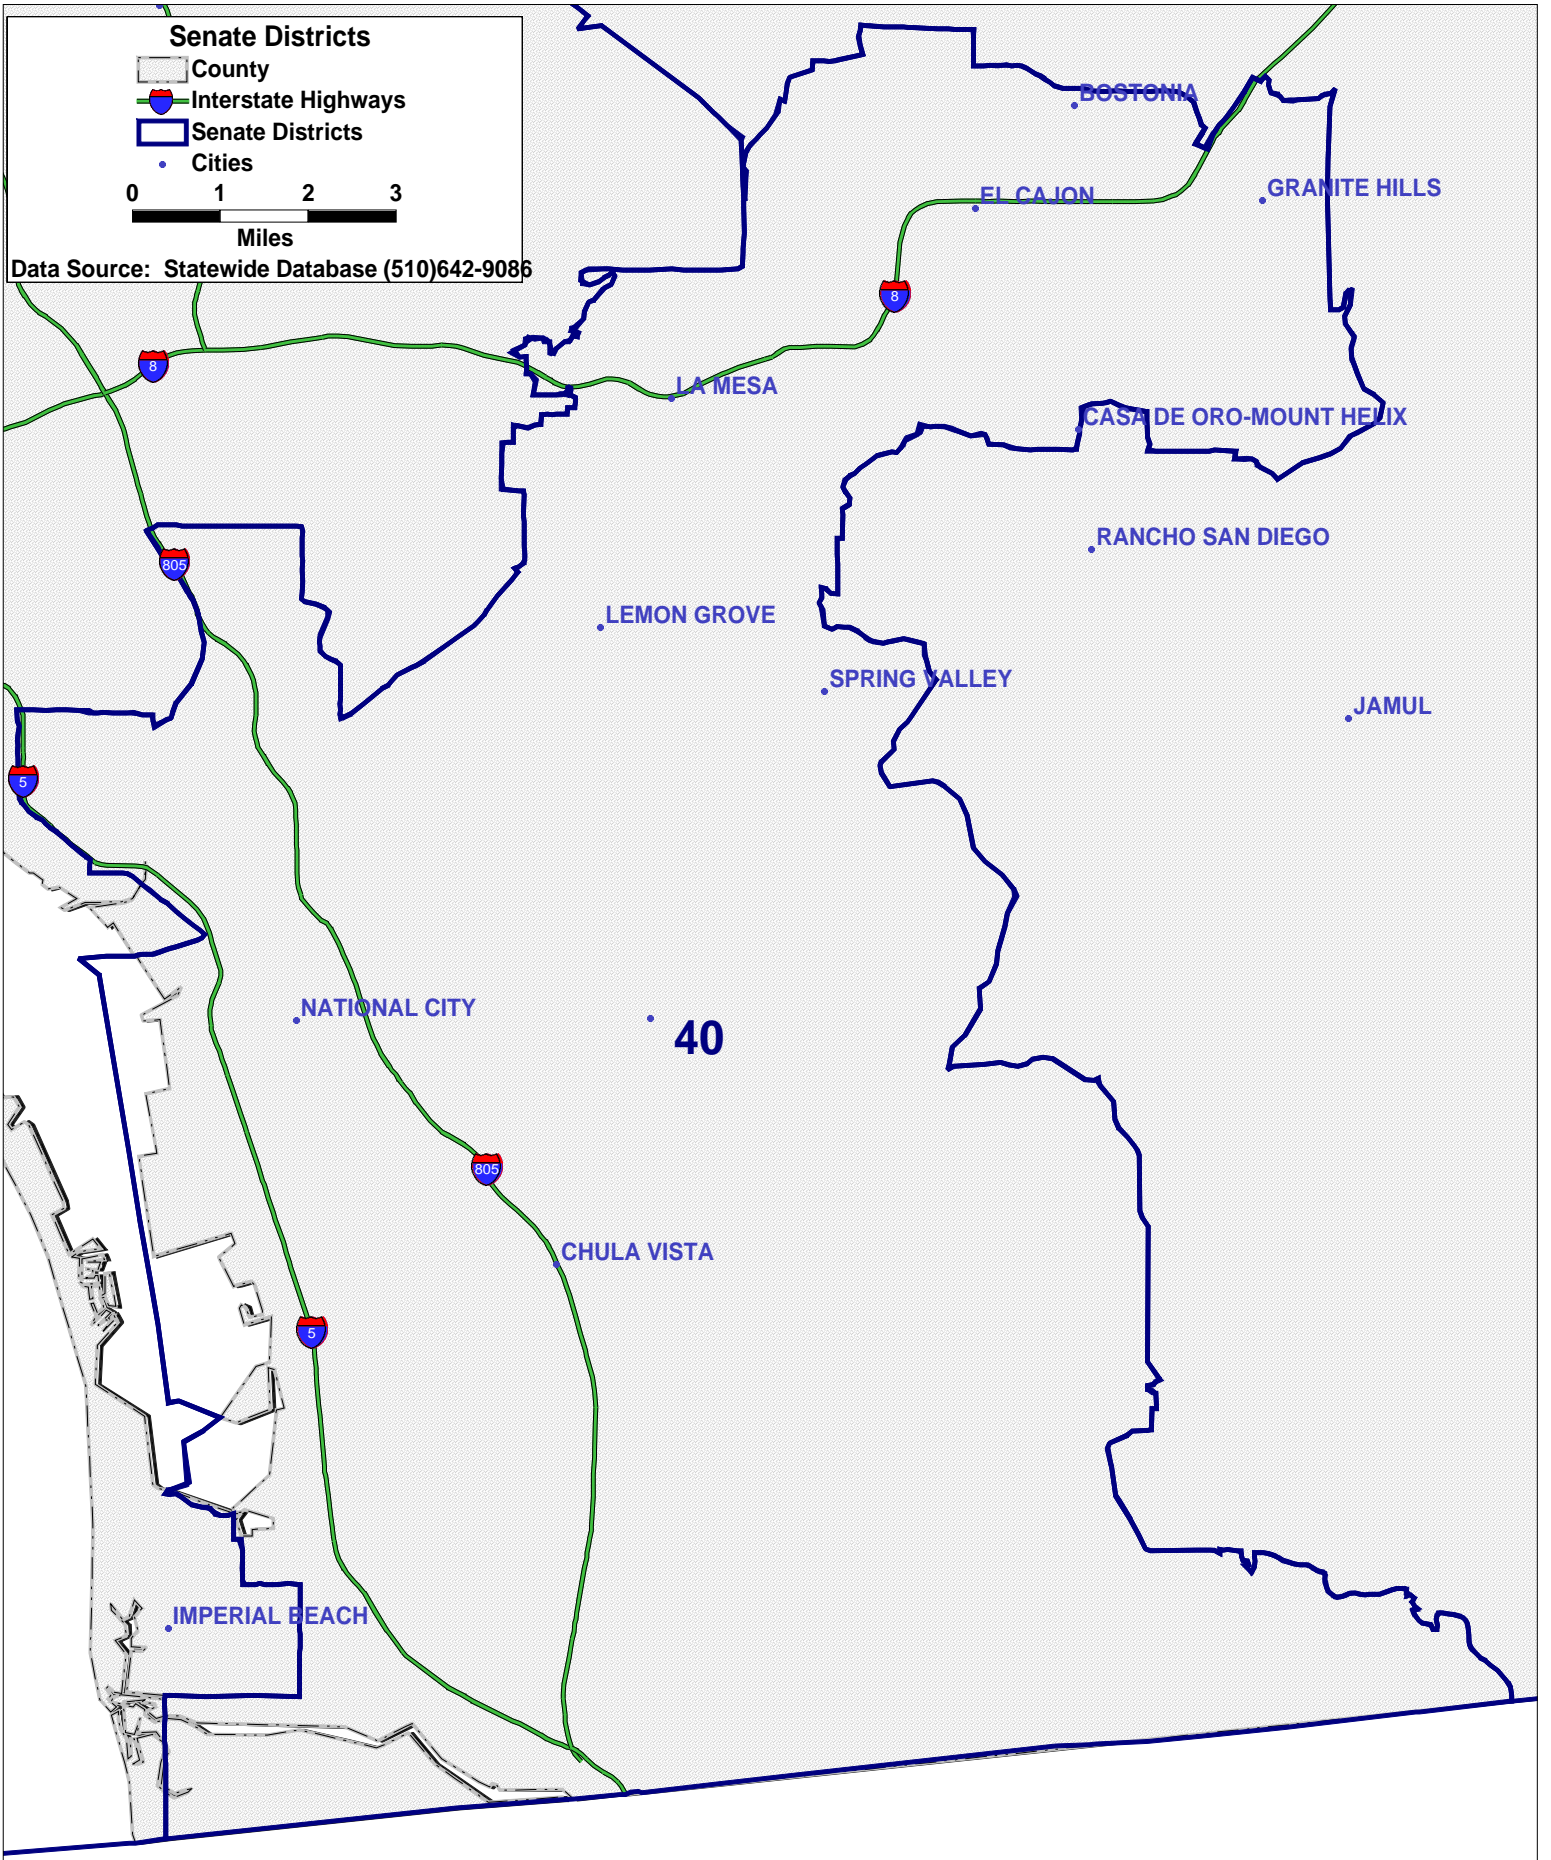 Senate Districts
County
Interstate Highways
Senate Districts
Cities
0 1 2 3
Miles
Data Source: Statewide Database (510)642-9086
BOSTONIA
EL CAJON
GRANITE HILLS
8
8
LA MESA
CASA DE ORO-MOUNT HELIX
RANCHO SAN DIEGO
805
LEMON GROVE
SPRING VALLEY
JAMUL
5
NATIONAL CITY
40
805
CHULA VISTA
5
IMPERIAL BEACH